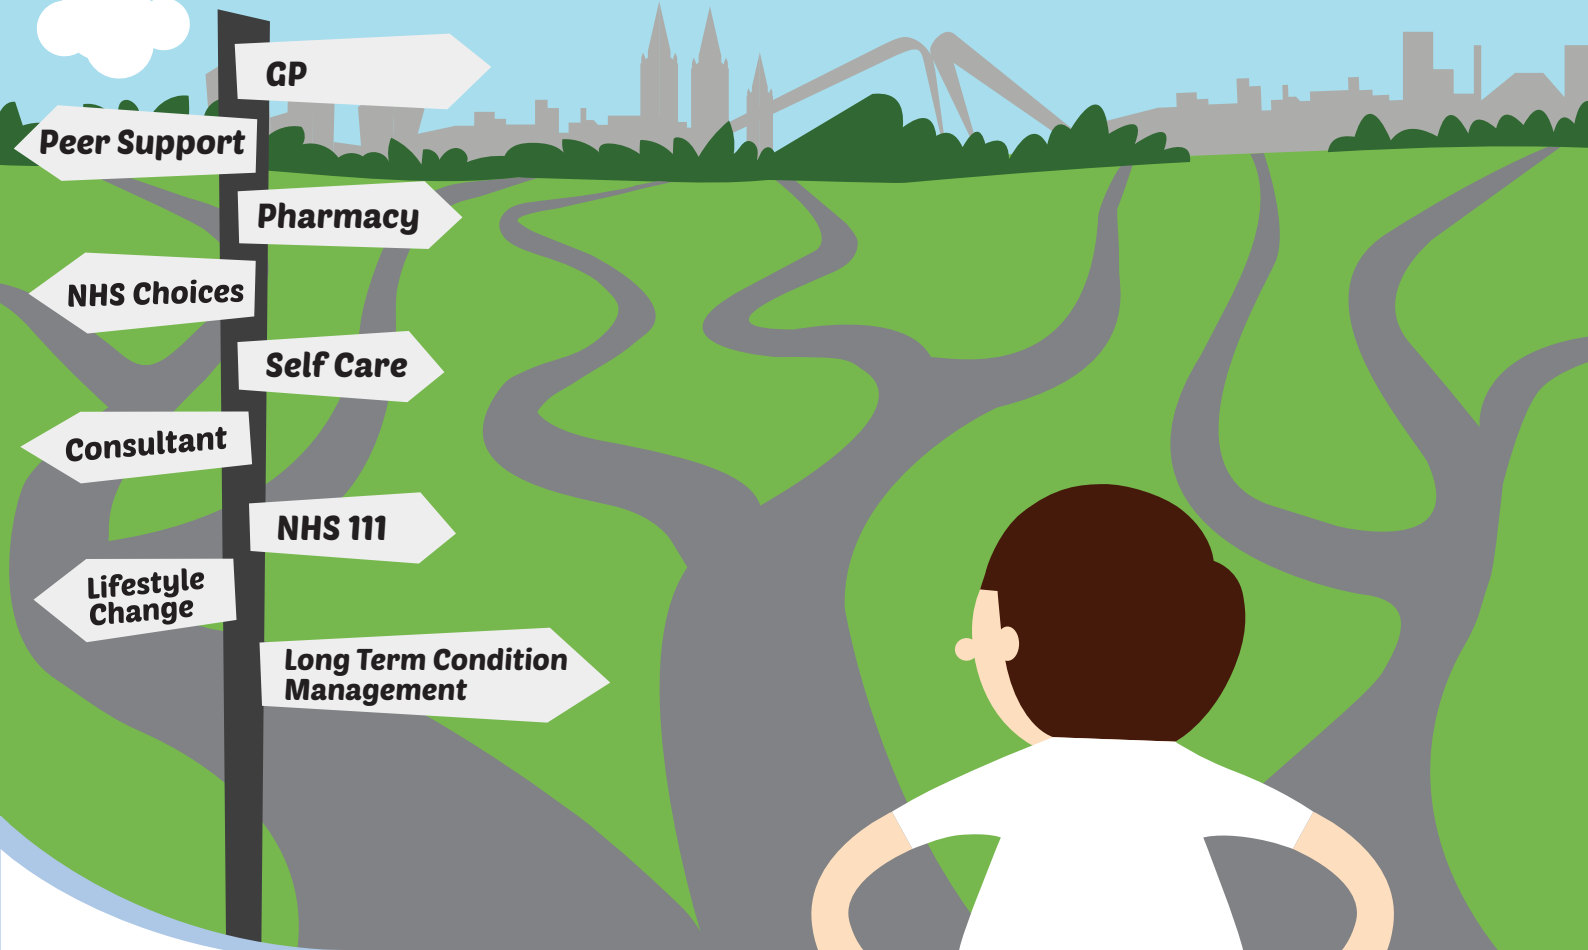 GP
Peer Support
Pharmacy
NHS Choices
Self Care
Consultant
NHS 111
Lifestyle
Change
Long Term Condition
Management